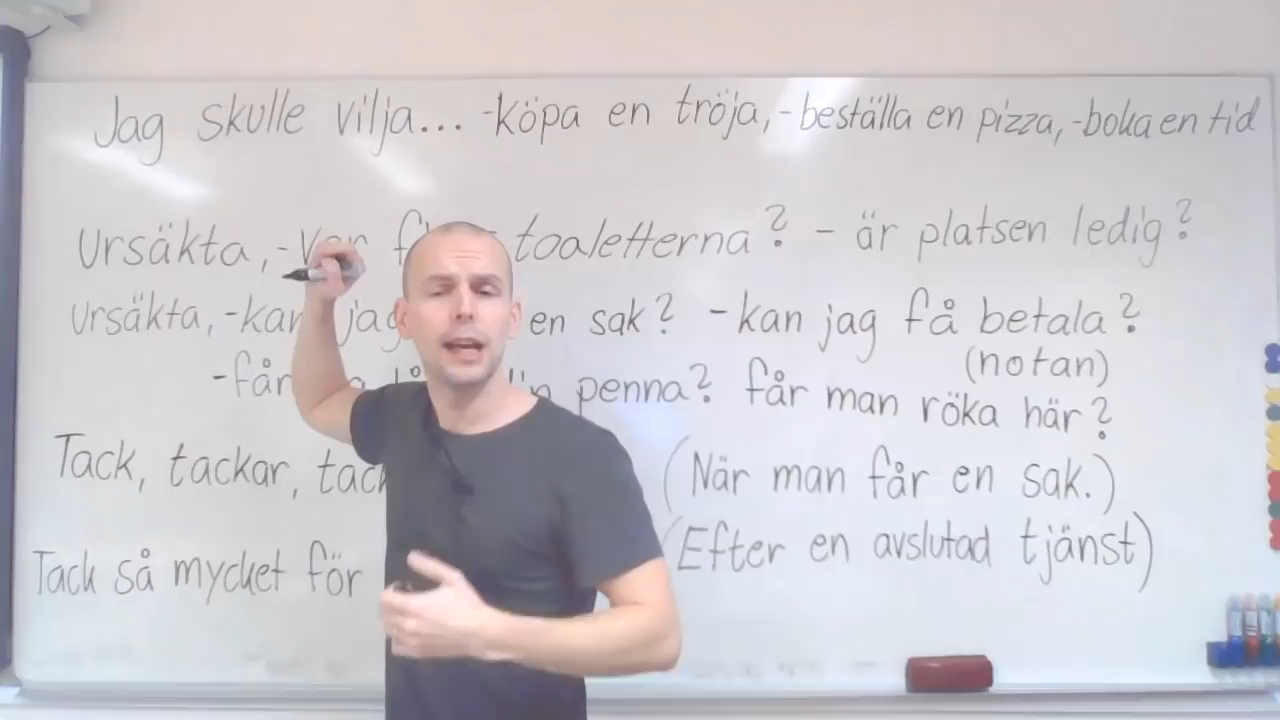 Jag skulle vilja... -köpa en tröja, -beställa en pizza, -boka en tid
Ursäkta, - toaletterna? - är platsen ledig?
ursäkta, -kan jag en sak? -kan jag få betala?
(notan)
-får penna? får man röka här?
Tack, tackar, (När man får en sak.)
Tack så mycket för (Efter en avslutad tjänst)